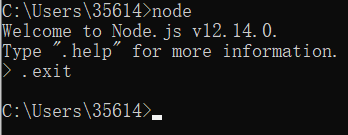 C:\Users\35614>node
Welcome to Node.js v12.14.0.
Type ".help" for more information.
> .exit
C:\Users\35614>